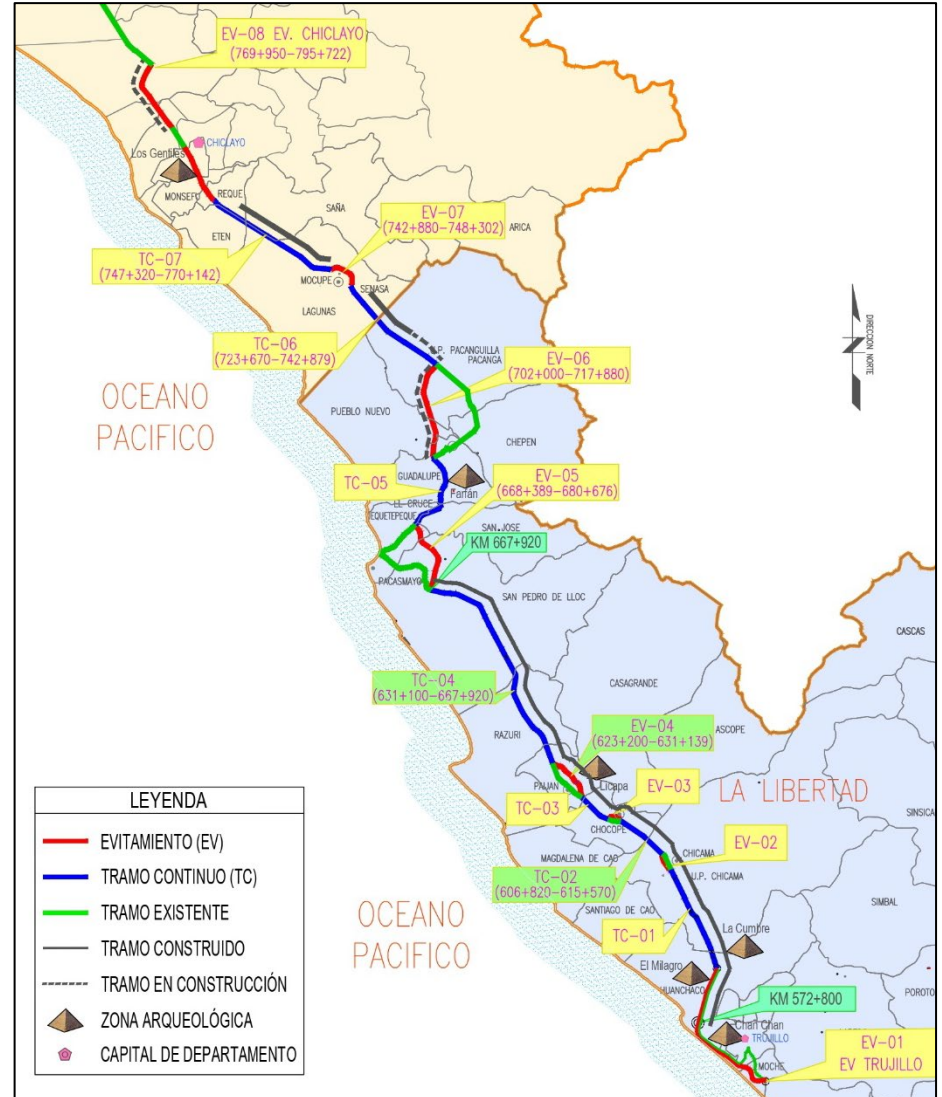 EV-08 EV. CHICLAYO
(769+950-795+722)
CHICLAYO
Los Gentiles
MONSEFU
REQUE
SAÑA
ETEN
EV-07
(742+880-748+302)
ARICA
TC-07
(747+320-770+142)
MOCUPE
SENASA
LAGUNAS
DIRECCION NORTE
TC-06
(723+670-742+879)
PACANGUILLA
PACANGA
EV-06
(702+000-717+880)
OCEANO
PACIFICO
PUEBLO NUEVO
CHEPEN
TC-05
GUADALUPE
Farfán
EV-05
(668+389-680+676)
EL CRUCE
EQUETEPEQUE
SAN JOSE
KM 667+920
PACASMAYO
SAN PEDRO DE LLOC
CASCAS
TC-04
(631+100-667+920)
CASAGRANDE
RAZURI
EV-04
(623+200-631+139)
ASCOPE
PAIJAN
Licapa
EV-03
LA LIBERTAD
SINSICA
TC-03
CHOCOPE
EV-02
MAGDALENA DE CAO
CHICAMA
U.P. CHICAMA
TC-02
(606+820-615+570)
SIMBAL
SANTIAGO DE CAO
OCEANO
PACIFICO
TC-01
La Cumbre
El Milagro
HUANCHACO
POROTO
KM 572+800
Chan Chan
TRUJILLO
MOCHE
EV-01
EV TRUJILLO
LEYENDA
EVITAMIENTO (EV)
TRAMO CONTINUO (TC)
TRAMO EXISTENTE
TRAMO CONSTRUIDO
TRAMO EN CONSTRUCCIÓN
ZONA ARQUEOLÓGICA
CAPITAL DE DEPARTAMENTO